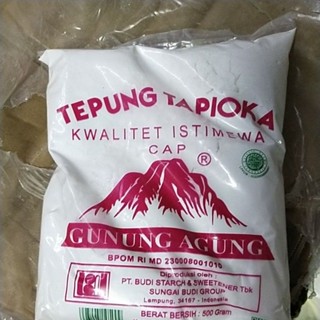 TEPUNG TAPIOKA
KWALITET ISTIMEWA
CAP
®
GUNUNG AGUNG
BPOM RI MD 230008001010
Diproduksi oleh :
PT. BUDI STARCH & SWEETENER Tbk
SUNGAI BUDI GROUP
Lampung, 34167 - Indonesia
BERAT BERSIH : 500 Gram